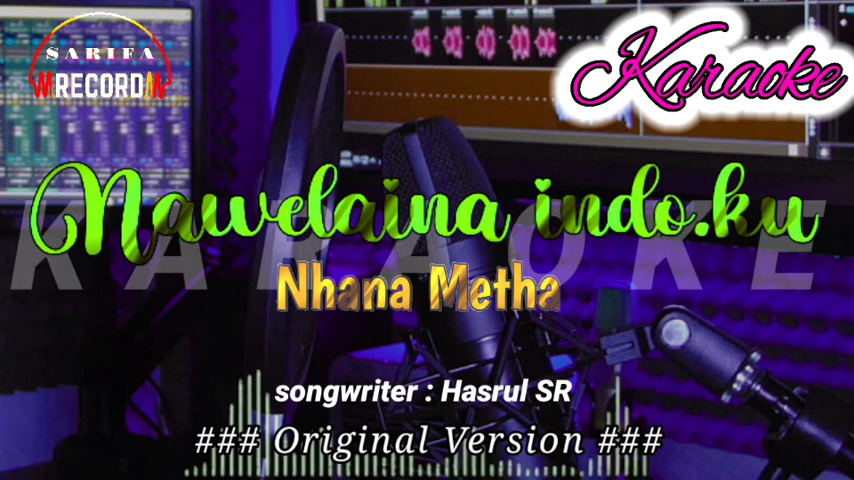 SARIFA
RECORD
Karaoke
Nawelaina indo.ku
KARAOKE
Nhana Metha
songwriter : Hasrul SR
### Original Version ###